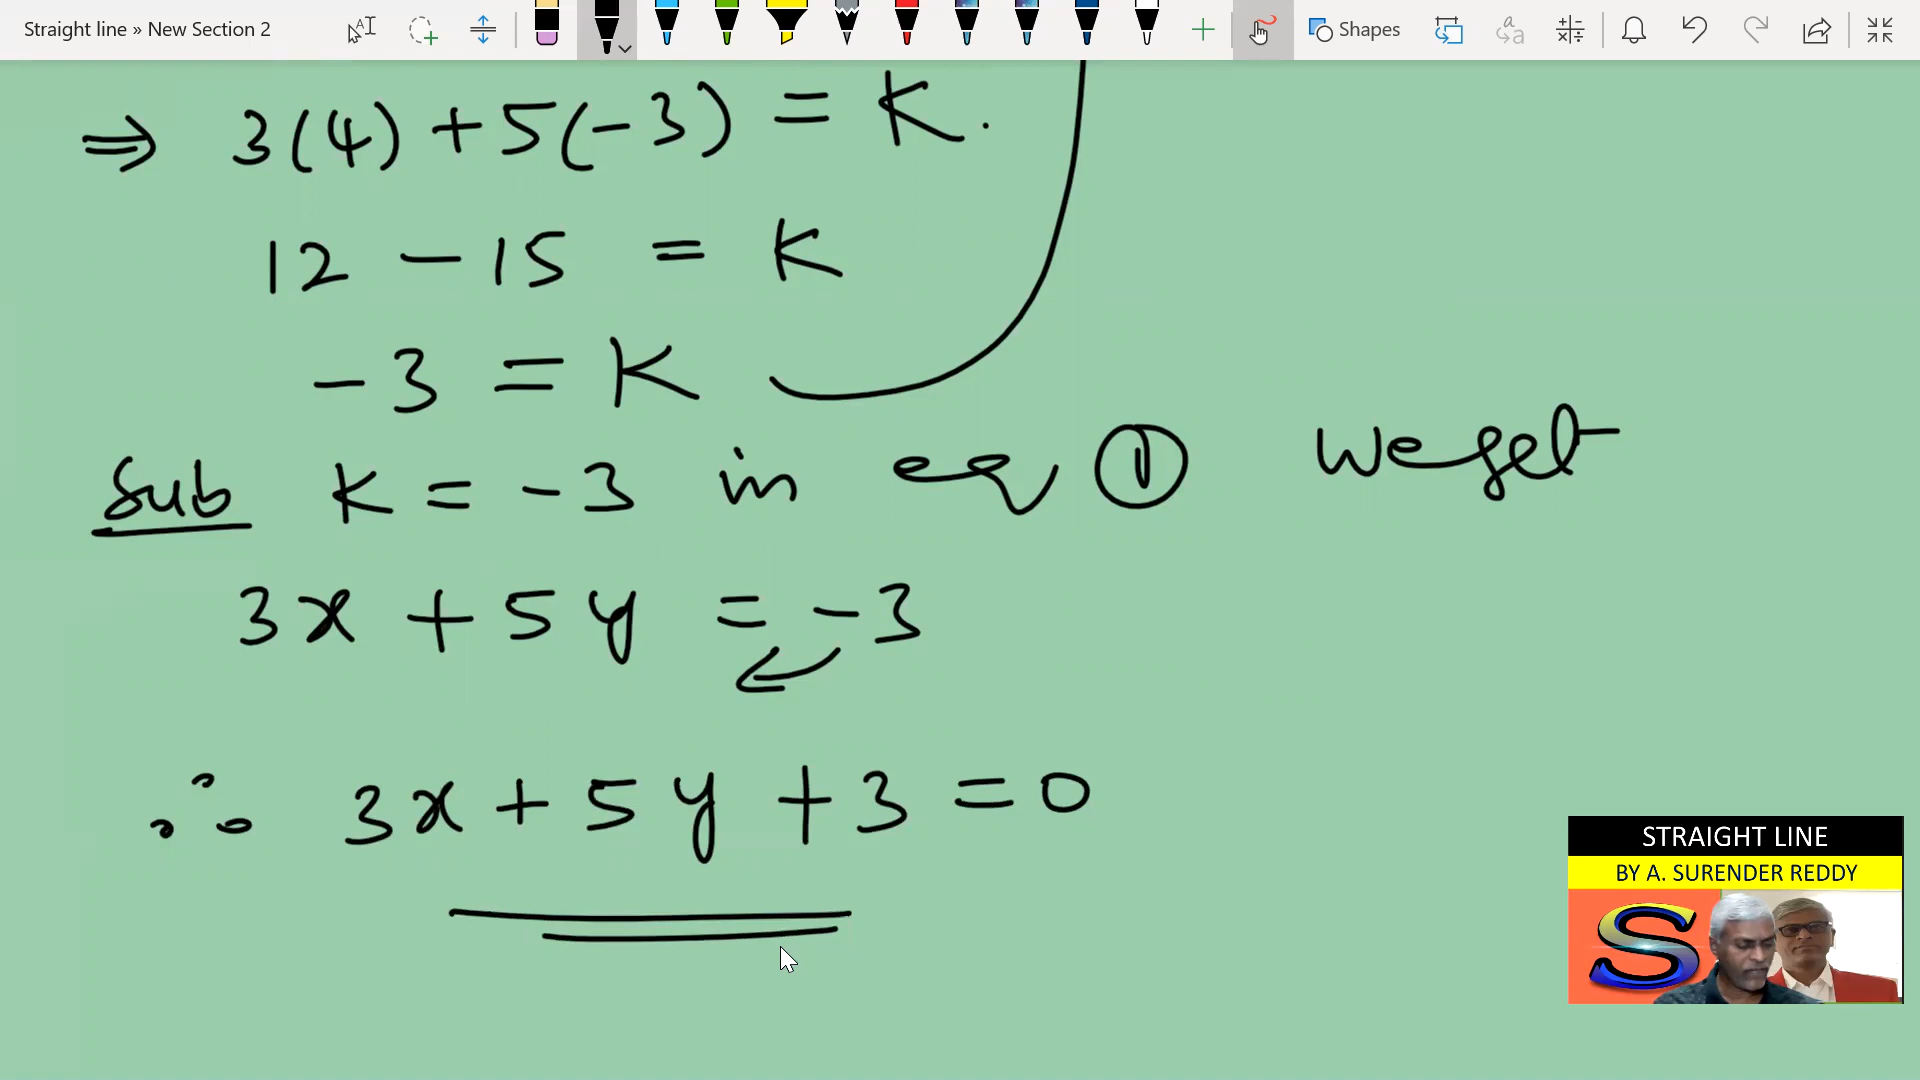 Straight line » New Section 2
Shapes
⇒ 3(4) + 5(-3) = K.
12 - 15 = K
-3 = K
Sub K = -3 in eq ① we get
3x + 5y = -3
∴ 3x + 5y + 3 = 0
STRAIGHT LINE
BY A. SURENDER REDDY
S